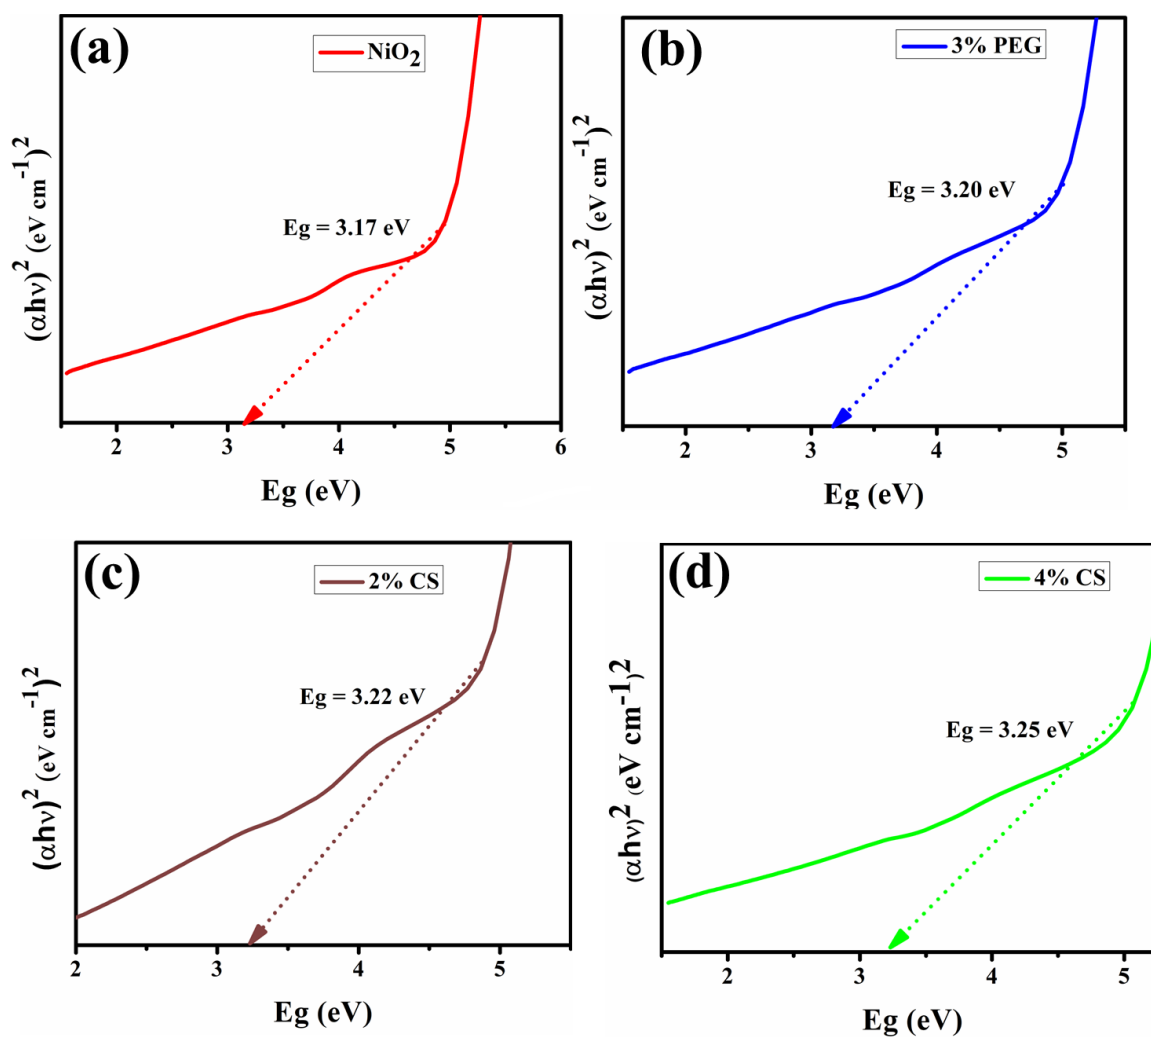 (a)
NiO2
(αhν)2 (eV cm-1)2
Eg = 3.17 eV
2 3 4 5 6
Eg (eV)
(b)
3% PEG
(αhν)2 (eV cm-1)2
Eg = 3.20 eV
2 3 4 5
Eg (eV)
(c)
2% CS
(αhν)2 (eV cm-1)2
Eg = 3.22 eV
2 3 4 5
Eg (eV)
(d)
4% CS
(αhν)2 (eV cm-1)2
Eg = 3.25 eV
2 3 4 5
Eg (eV)